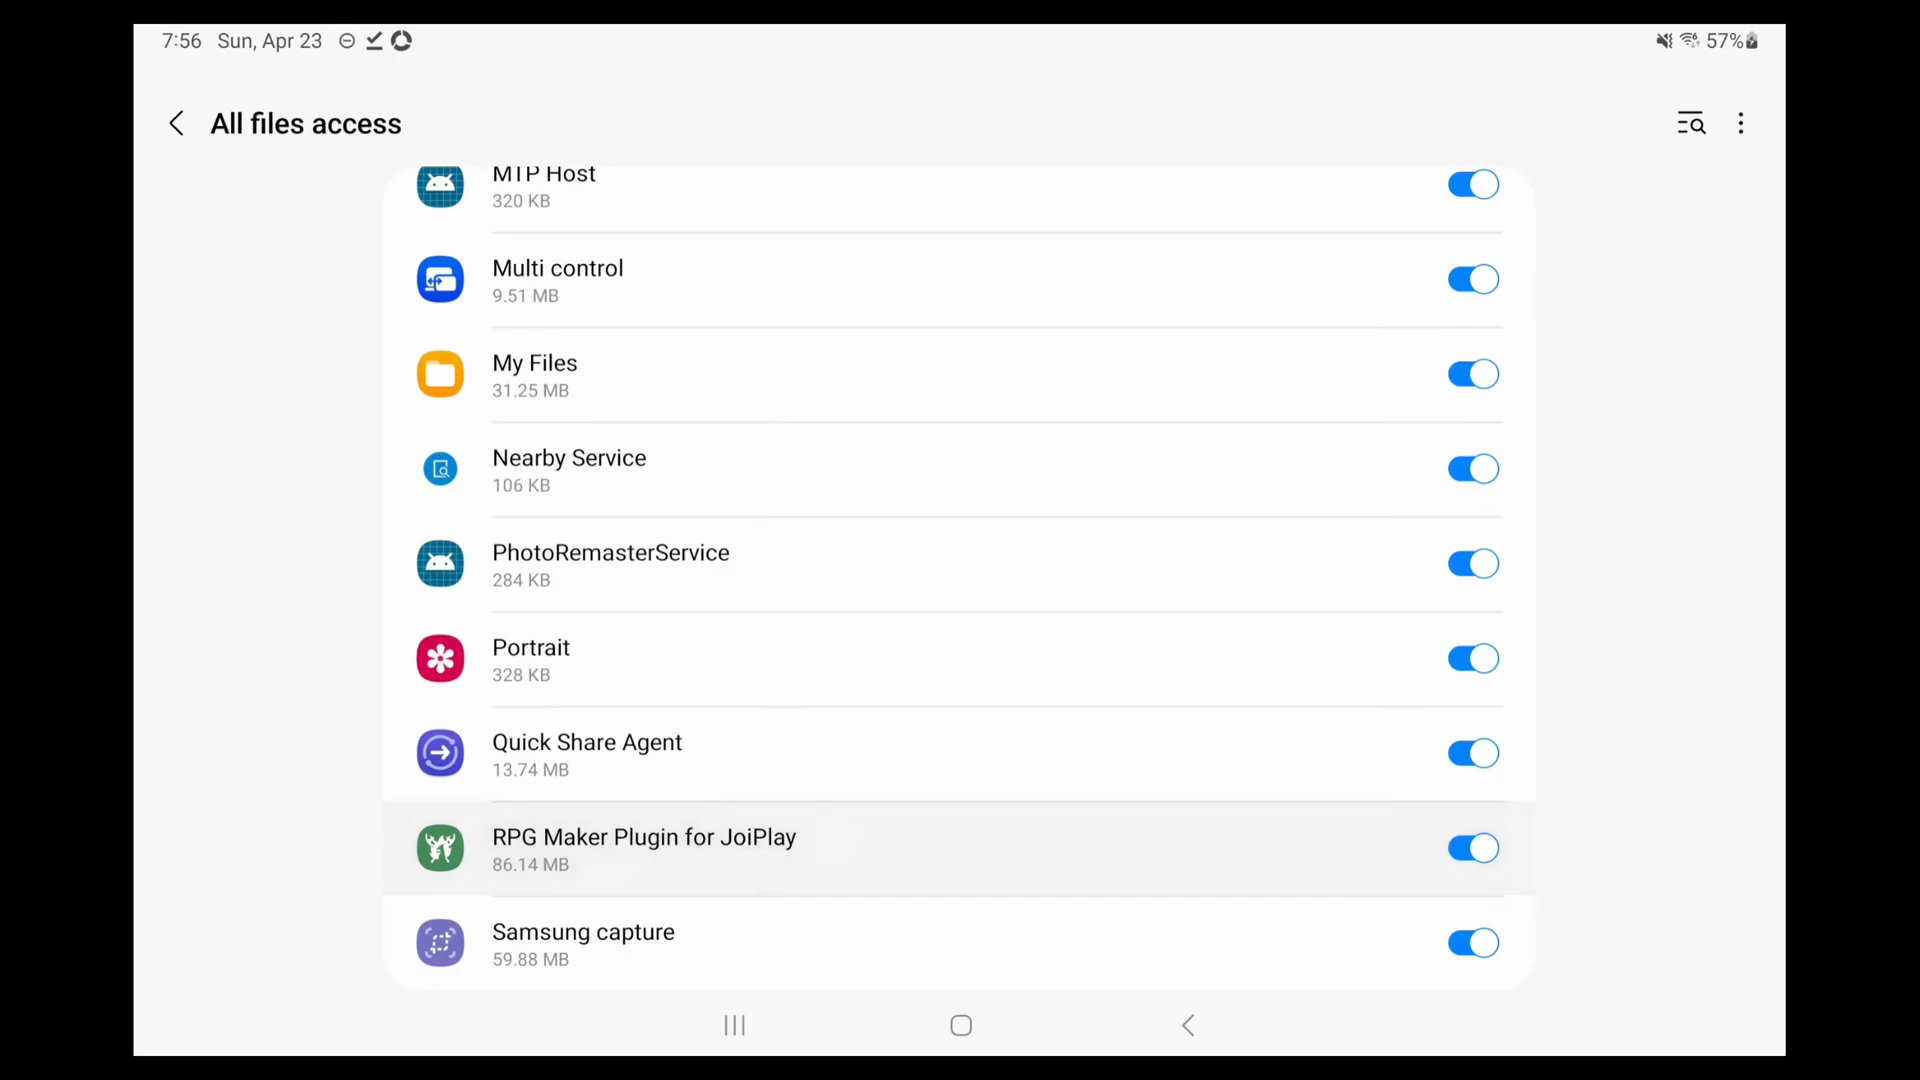 7:56 Sun, Apr 23
57%
All files access
MTP Host
320 KB
Multi control
9.51 MB
My Files
31.25 MB
Nearby Service
106 KB
PhotoRemasterService
284 KB
Portrait
328 KB
Quick Share Agent
13.74 MB
RPG Maker Plugin for JoiPlay
86.14 MB
Samsung capture
59.88 MB